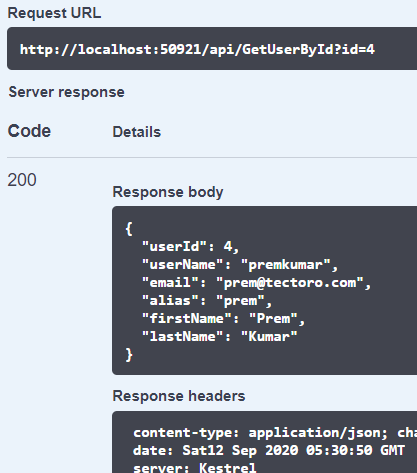 Request URL
http://localhost:50921/api/GetUserById?id=4
Server response
Code Details
200
Response body
{
"userId": 4,
"userName": "premkumar",
"email": "prem@tectoro.com",
"alias": "prem",
"firstName": "Prem",
"lastName": "Kumar"
}
Response headers
content-type: application/json; cha
date: Sat12 Sep 2020 05:30:50 GMT
server: Kestrel